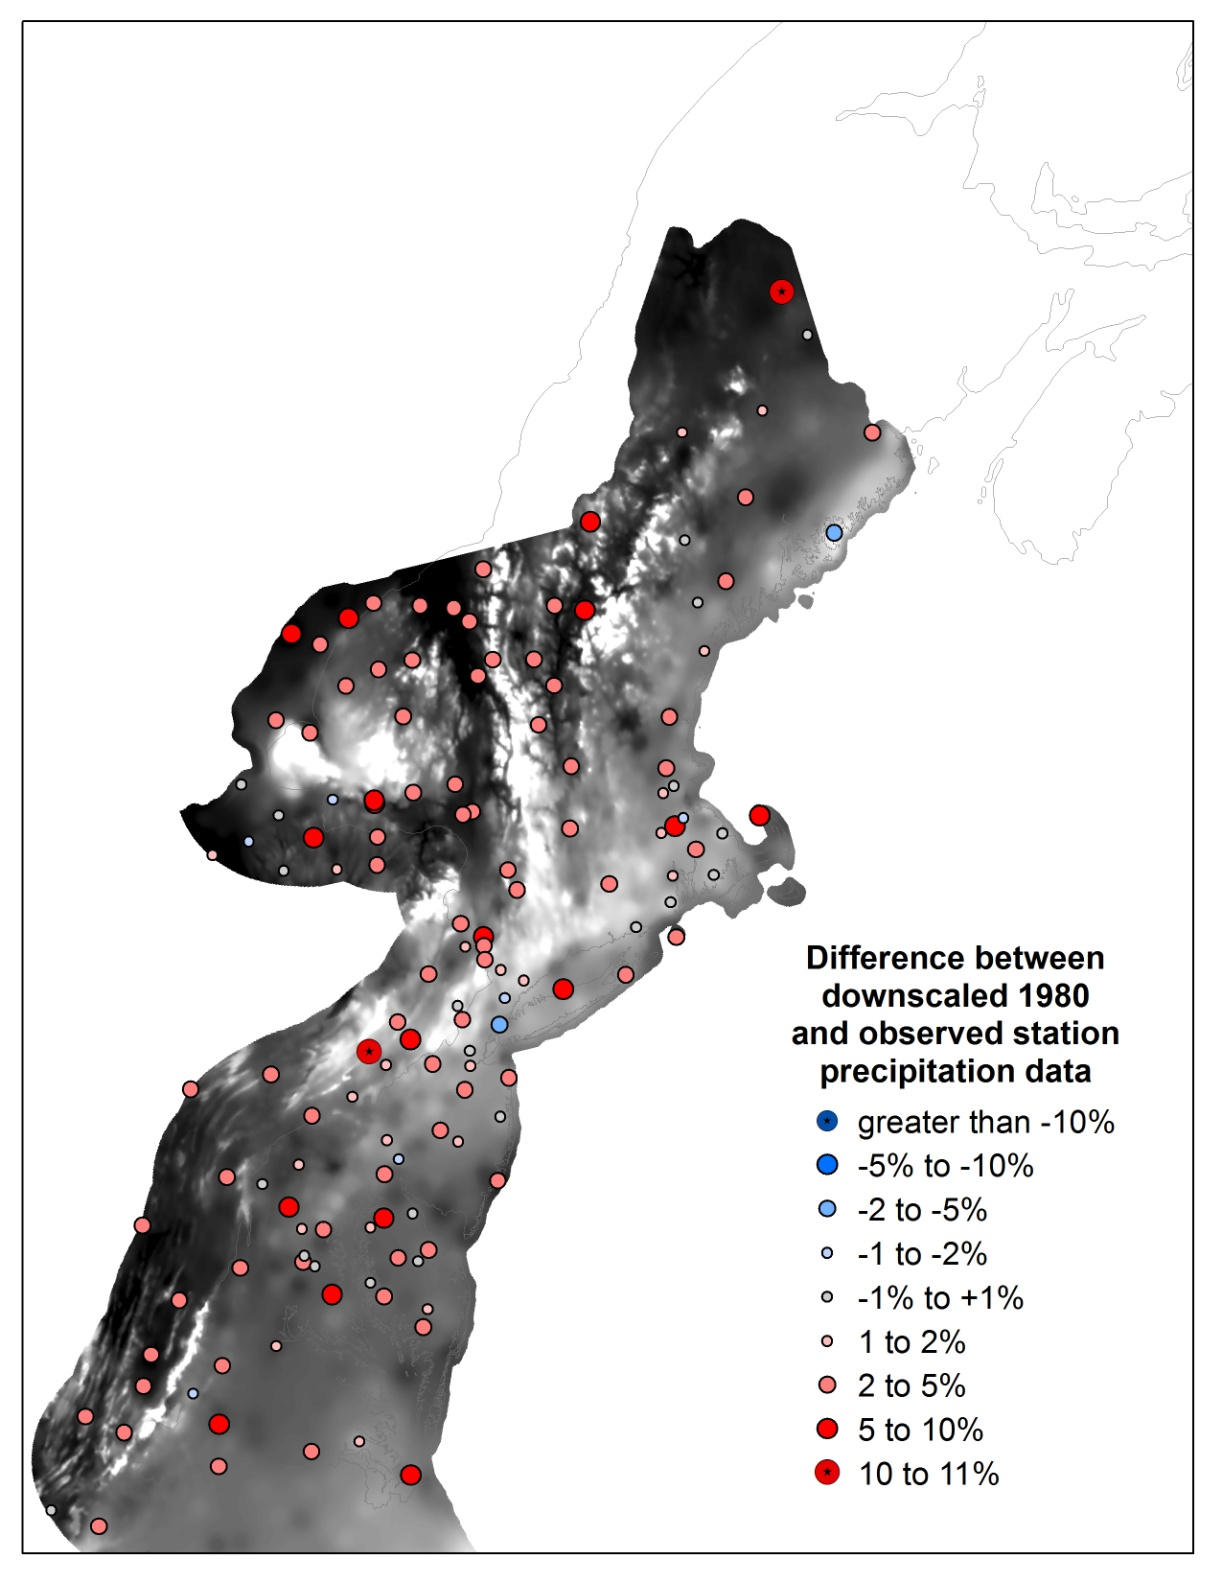 Difference between
downscaled 1980
and observed station
precipitation data
greater than -10%
-5% to -10%
-2 to -5%
-1 to -2%
-1% to +1%
1 to 2%
2 to 5%
5 to 10%
10 to 11%